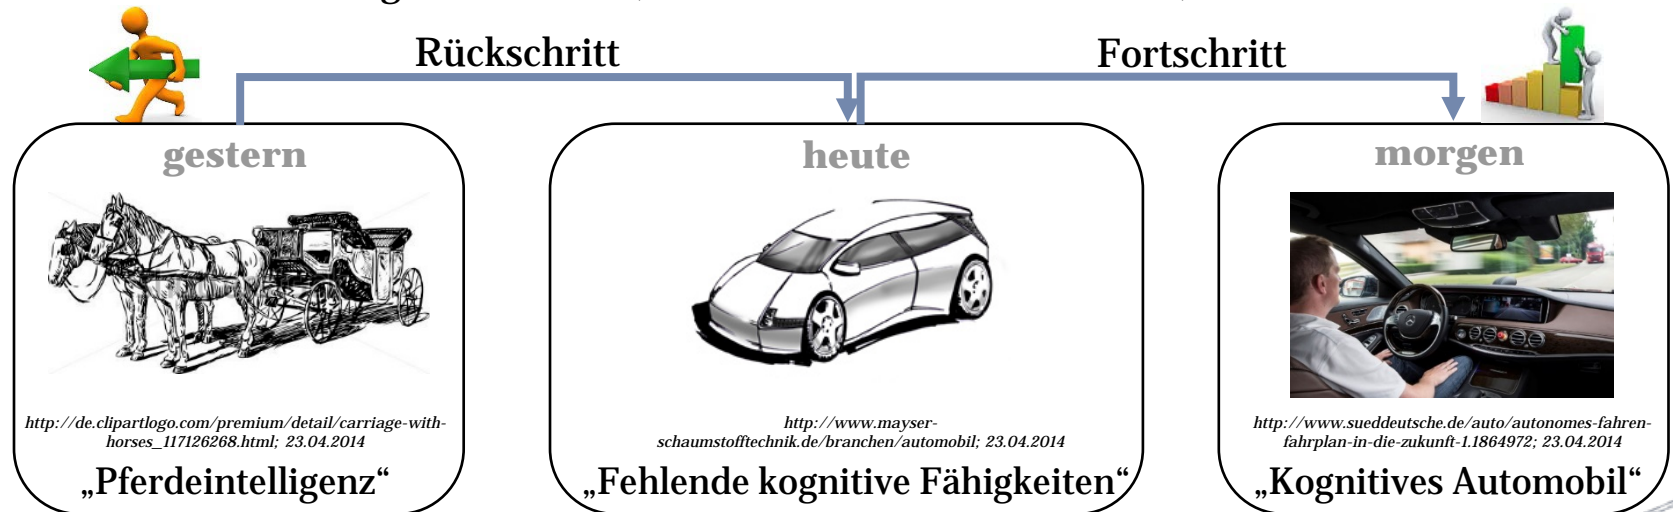 Rückschritt
Fortschritt
gestern
http://de.clipartlogo.com/premium/detail/carriage-with-
horses_117126268.html; 23.04.2014
„Pferdeintelligenz“
heute
http://www.mayser-
schaumstofftechnik.de/branchen/automobil; 23.04.2014
„Fehlende kognitive Fähigkeiten“
morgen
http://www.sueddeutsche.de/auto/autonomes-fahren-
fahrplan-in-die-zukunft-1.1864972; 23.04.2014
„Kognitives Automobil“